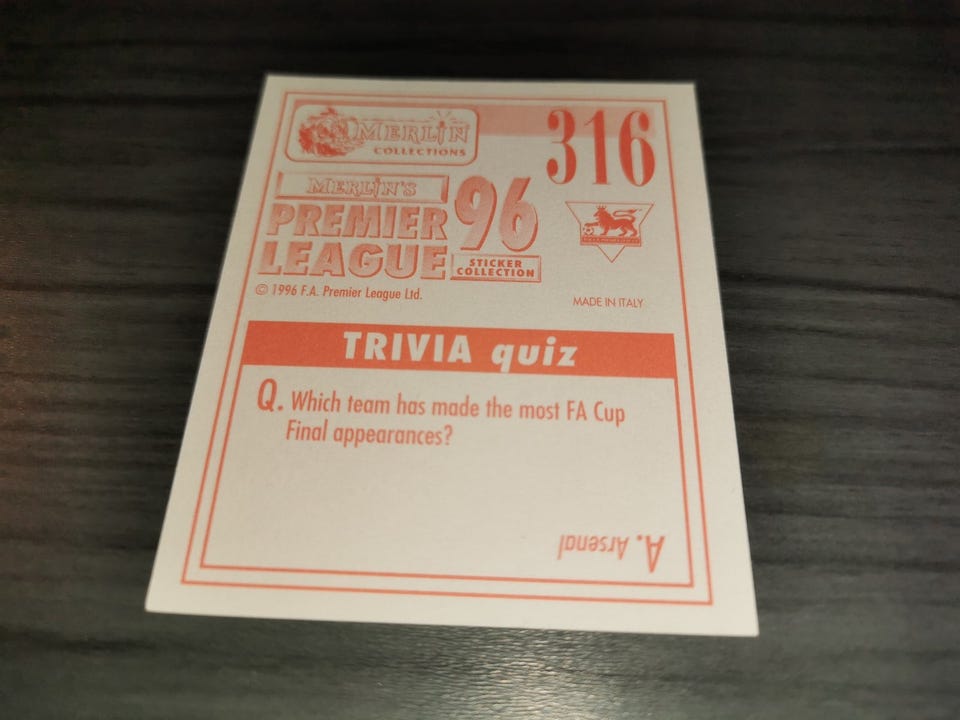 MERLIN
COLLECTIONS
316
MERLIN'S
PREMIER
LEAGUE
96
STICKER
COLLECTION
© 1996 F.A. Premier League Ltd.
MADE IN ITALY
TRIVIA quiz
Q. Which team has made the most FA Cup
Final appearances?
A. Arsenal